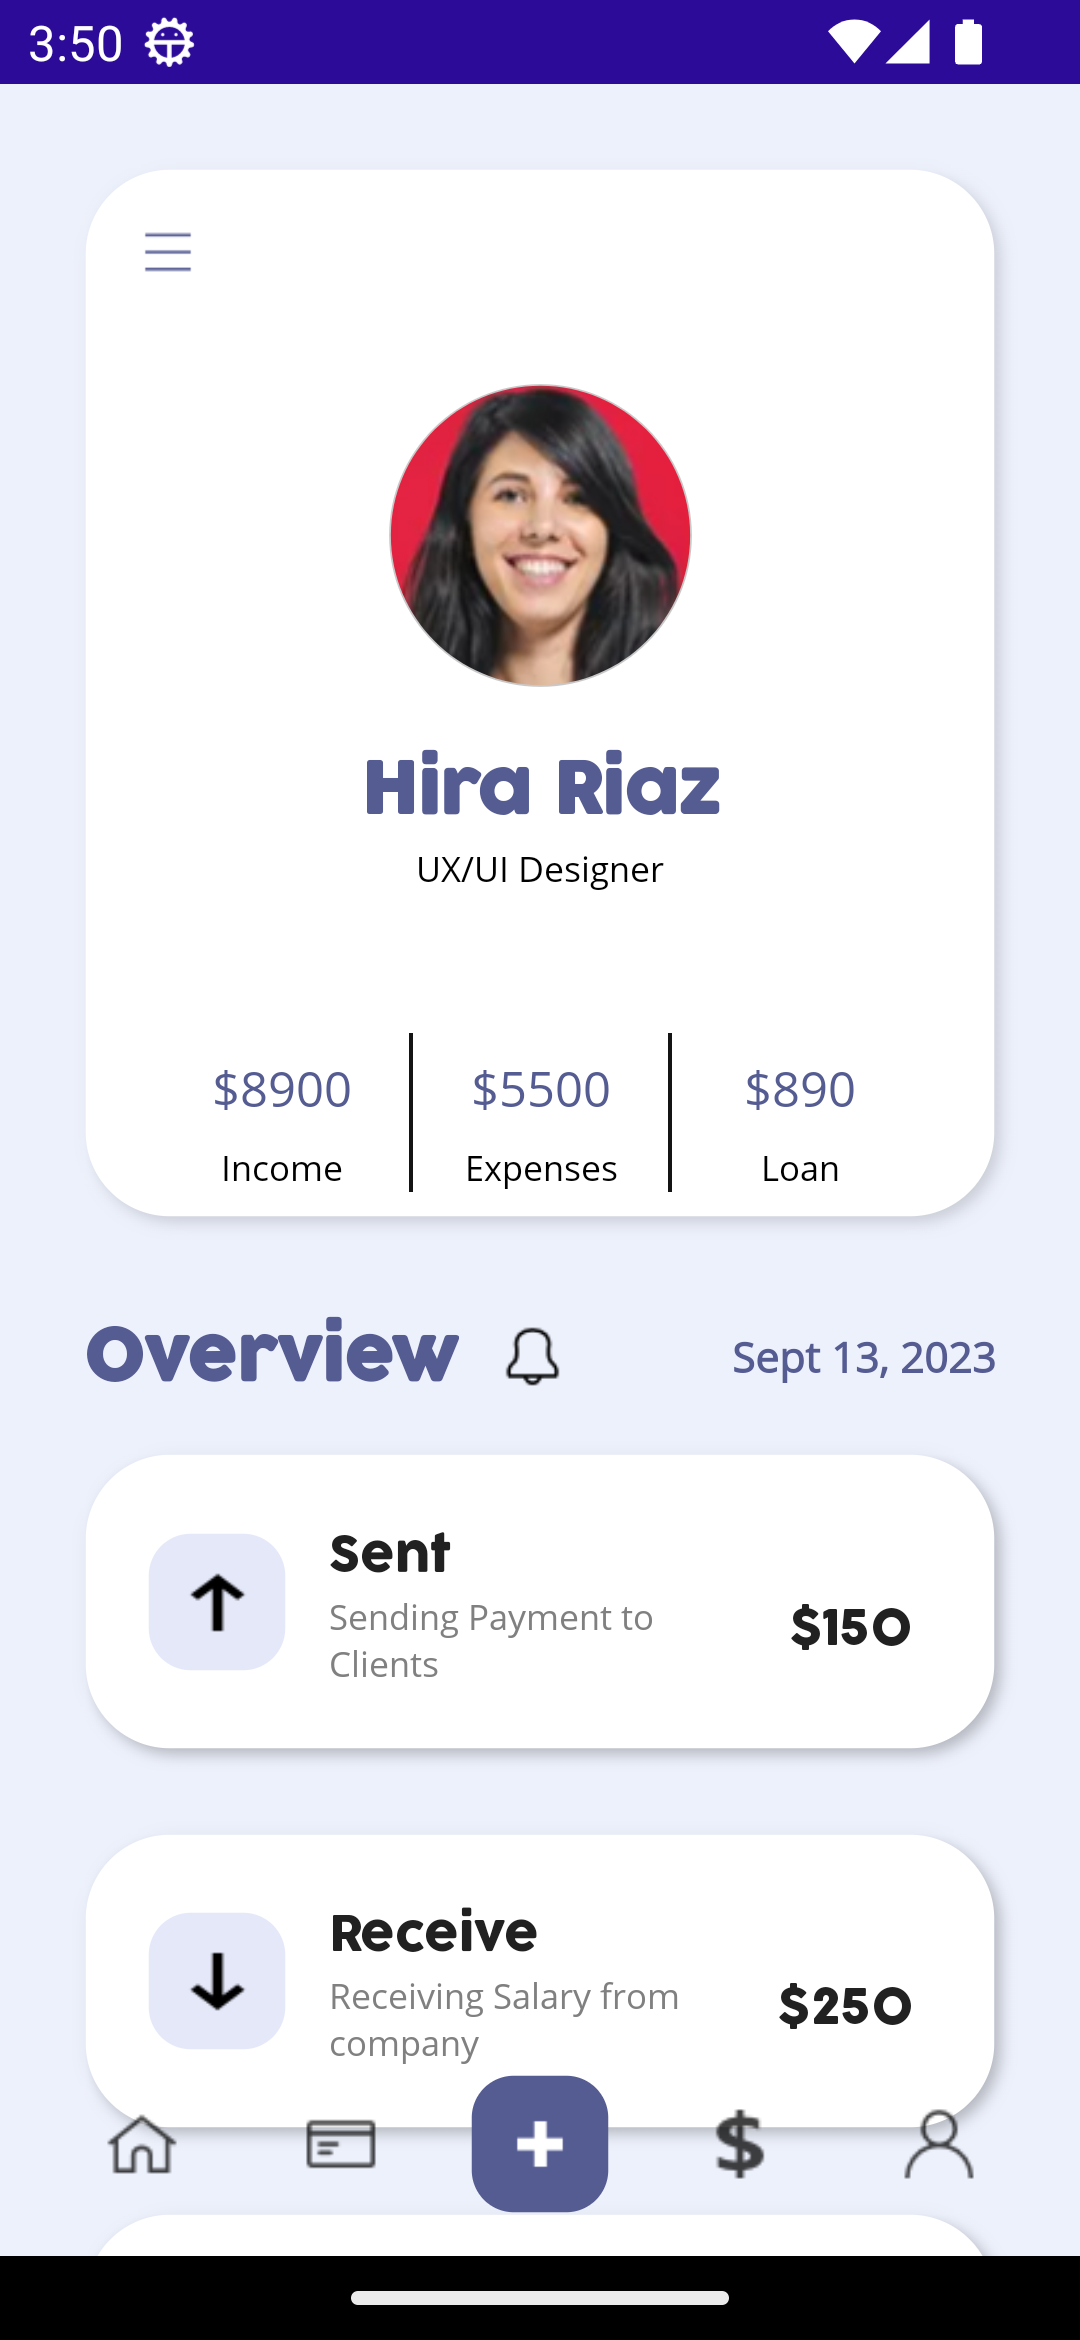 3:50
Hira Riaz
UX/UI Designer
$8900
$5500
$890
Income
Expenses
Loan
Overview
Sept 13, 2023
Sent
Sending Payment to
Clients
$150
Receive
Receiving Salary from
company
$250